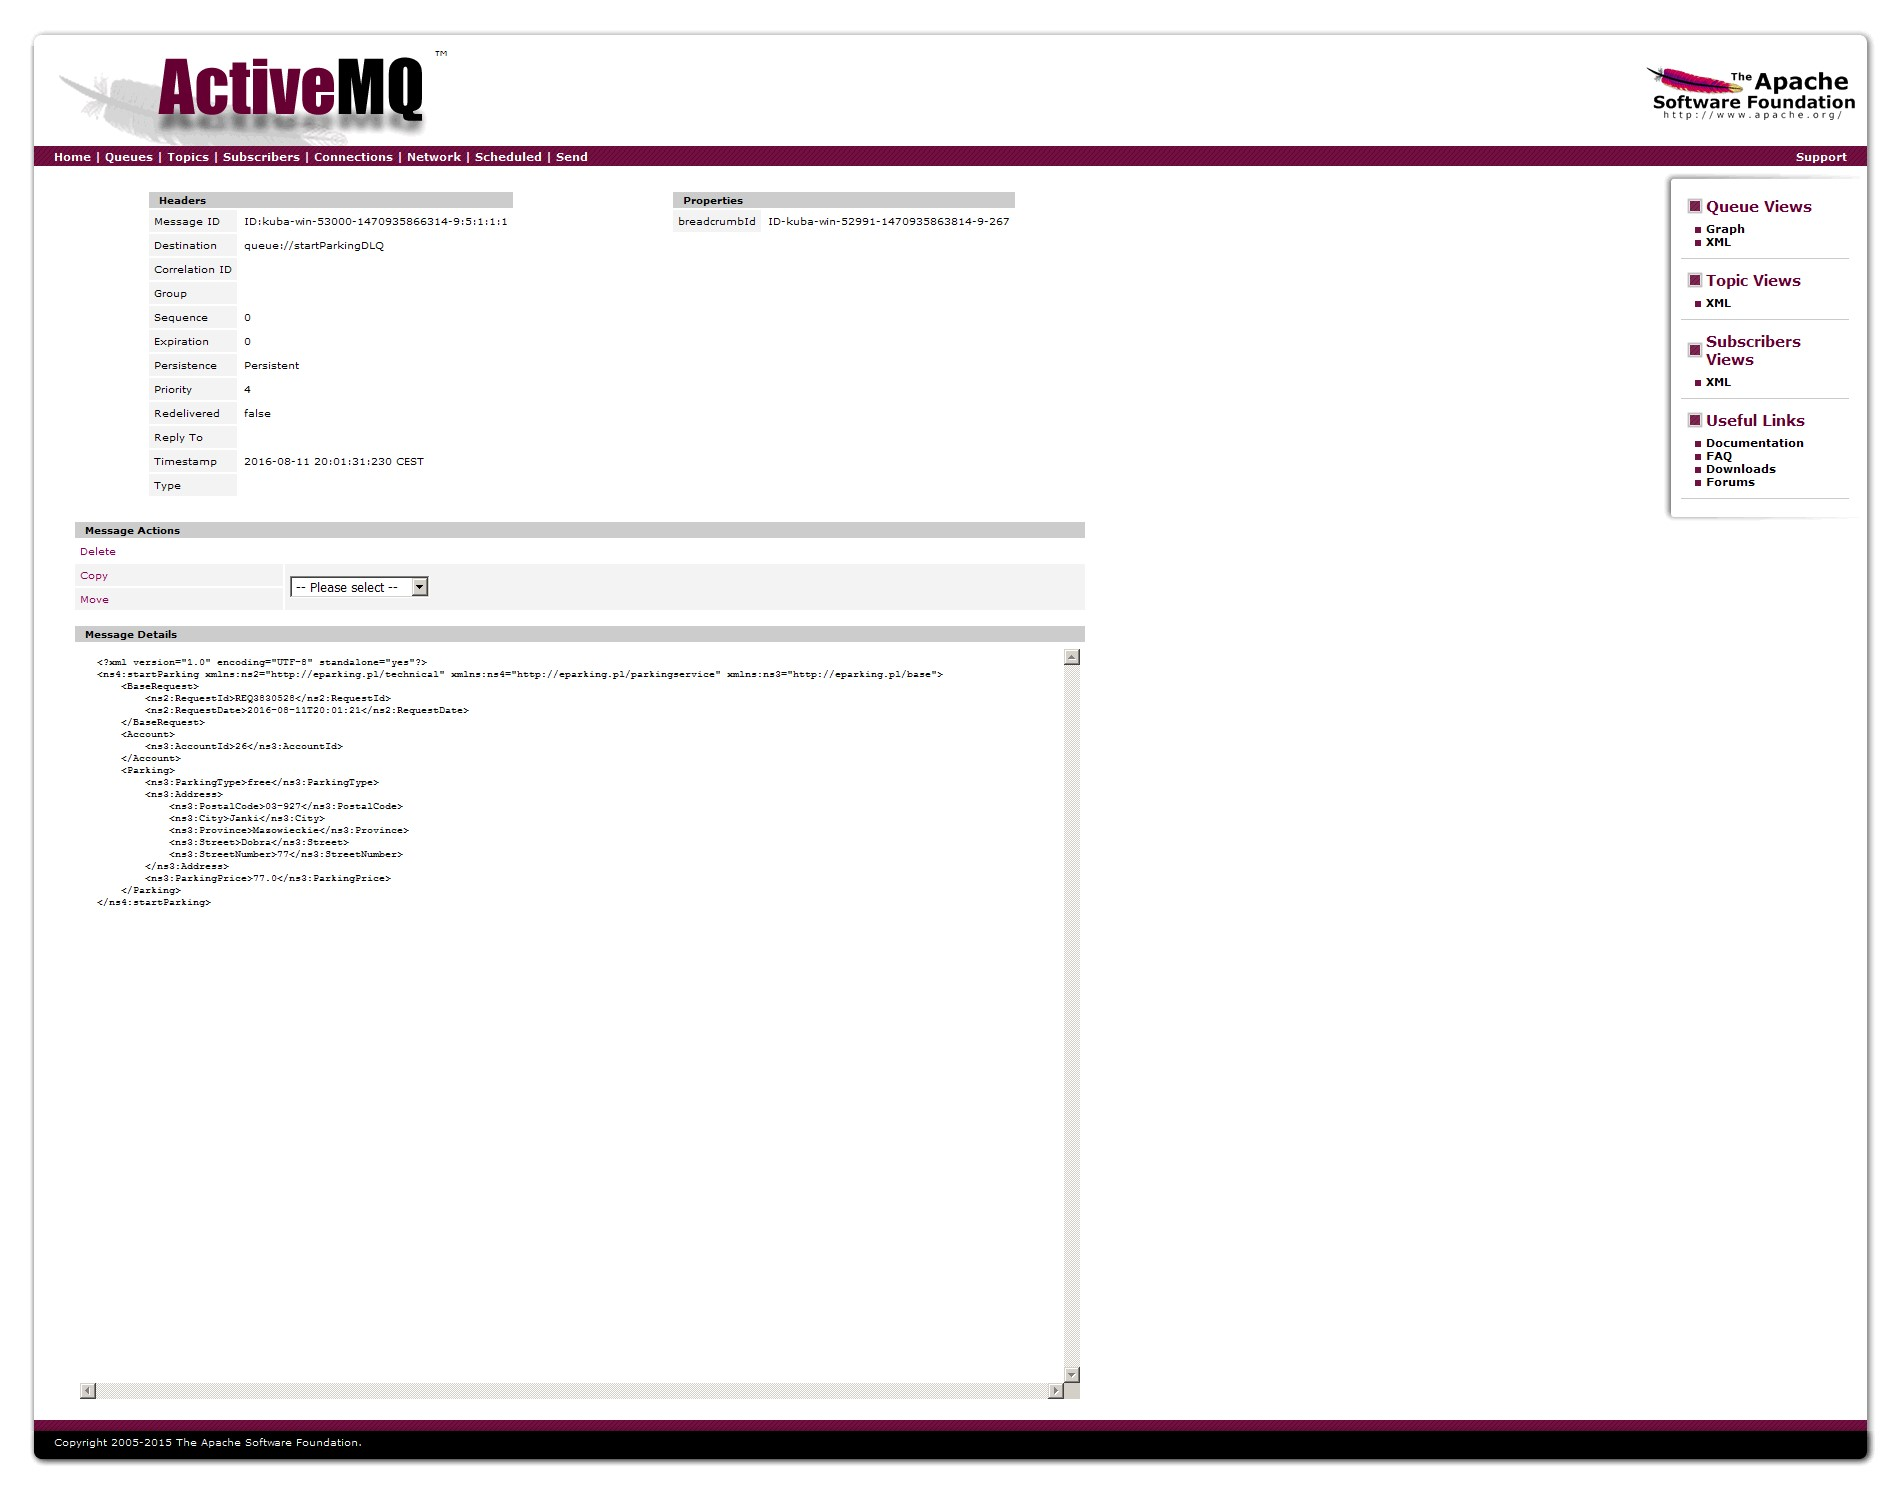 ActiveMQ ™
The Apache
Software Foundation
http://www.apache.org/
Home | Queues | Topics | Subscribers | Connections | Network | Scheduled | Send
Support
Headers
Message ID ID:kuba-win-53000-1470935866314-9:5:1:1:1
Destination queue://startParkingDLQ
Correlation ID
Group
Sequence 0
Expiration 0
Persistence Persistent
Priority 4
Redelivered false
Reply To
Timestamp 2016-08-11 20:01:31:230 CEST
Type
Properties
breadcrumbId ID-kuba-win-52991-1470935863814-9-267
Queue Views
Graph
XML
Topic Views
XML
Subscribers
Views
XML
Useful Links
Documentation
FAQ
Downloads
Forums
Message Actions
Delete
Copy
-- Please select --
Move
Message Details
<?xml version="1.0" encoding="UTF-8" standalone="yes"?>
<ns4:startParking xmlns:ns2="http://eparking.pl/technical" xmlns:ns4="http://eparking.pl/parkingservice" xmlns:ns3="http://eparking.pl/base">
    <BaseRequest>
        <ns2:RequestId>REQ3830528</ns2:RequestId>
        <ns2:RequestDate>2016-08-11T20:01:21</ns2:RequestDate>
    </BaseRequest>
    <Account>
        <ns3:AccountId>26</ns3:AccountId>
    </Account>
    <Parking>
        <ns3:ParkingType>free</ns3:ParkingType>
        <ns3:Address>
            <ns3:PostalCode>03-927</ns3:PostalCode>
            <ns3:City>Janki</ns3:City>
            <ns3:Province>Mazowieckie</ns3:Province>
            <ns3:Street>Dobra</ns3:Street>
            <ns3:StreetNumber>77</ns3:StreetNumber>
        </ns3:Address>
        <ns3:ParkingPrice>77.0</ns3:ParkingPrice>
    </Parking>
</ns4:startParking>
Copyright 2005-2015 The Apache Software Foundation.